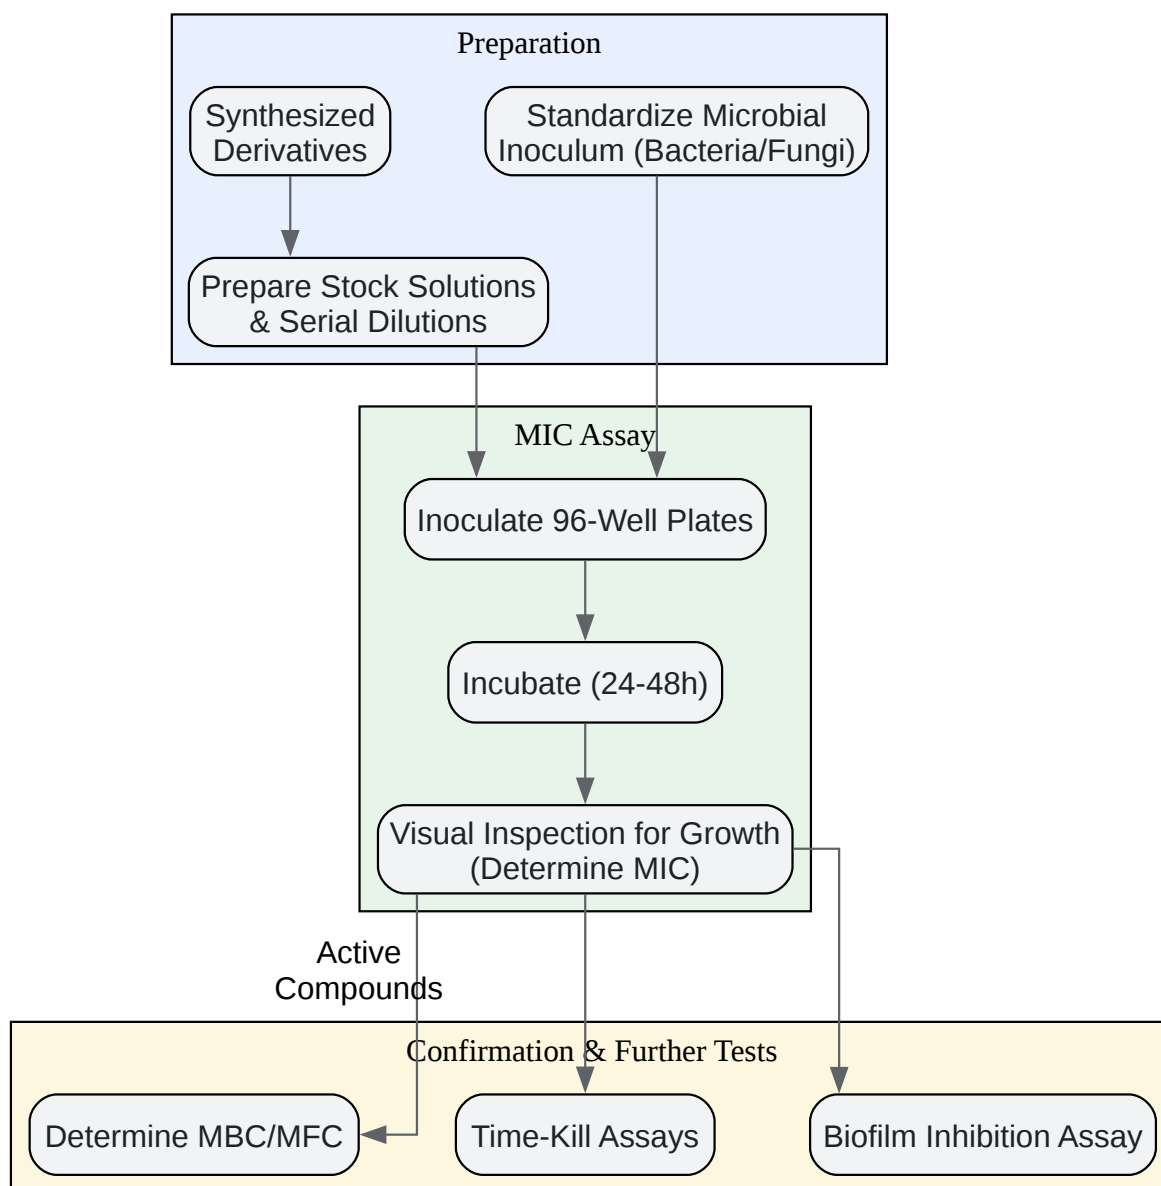 Preparation
Synthesized
Derivatives
Standardize Microbial
Inoculum (Bacteria/Fungi)
Prepare Stock Solutions
& Serial Dilutions
MIC Assay
Inoculate 96-Well Plates
Incubate (24-48h)
Visual Inspection for Growth
(Determine MIC)
Active
Compounds
Confirmation & Further Tests
Determine MBC/MFC
Time-Kill Assays
Biofilm Inhibition Assay